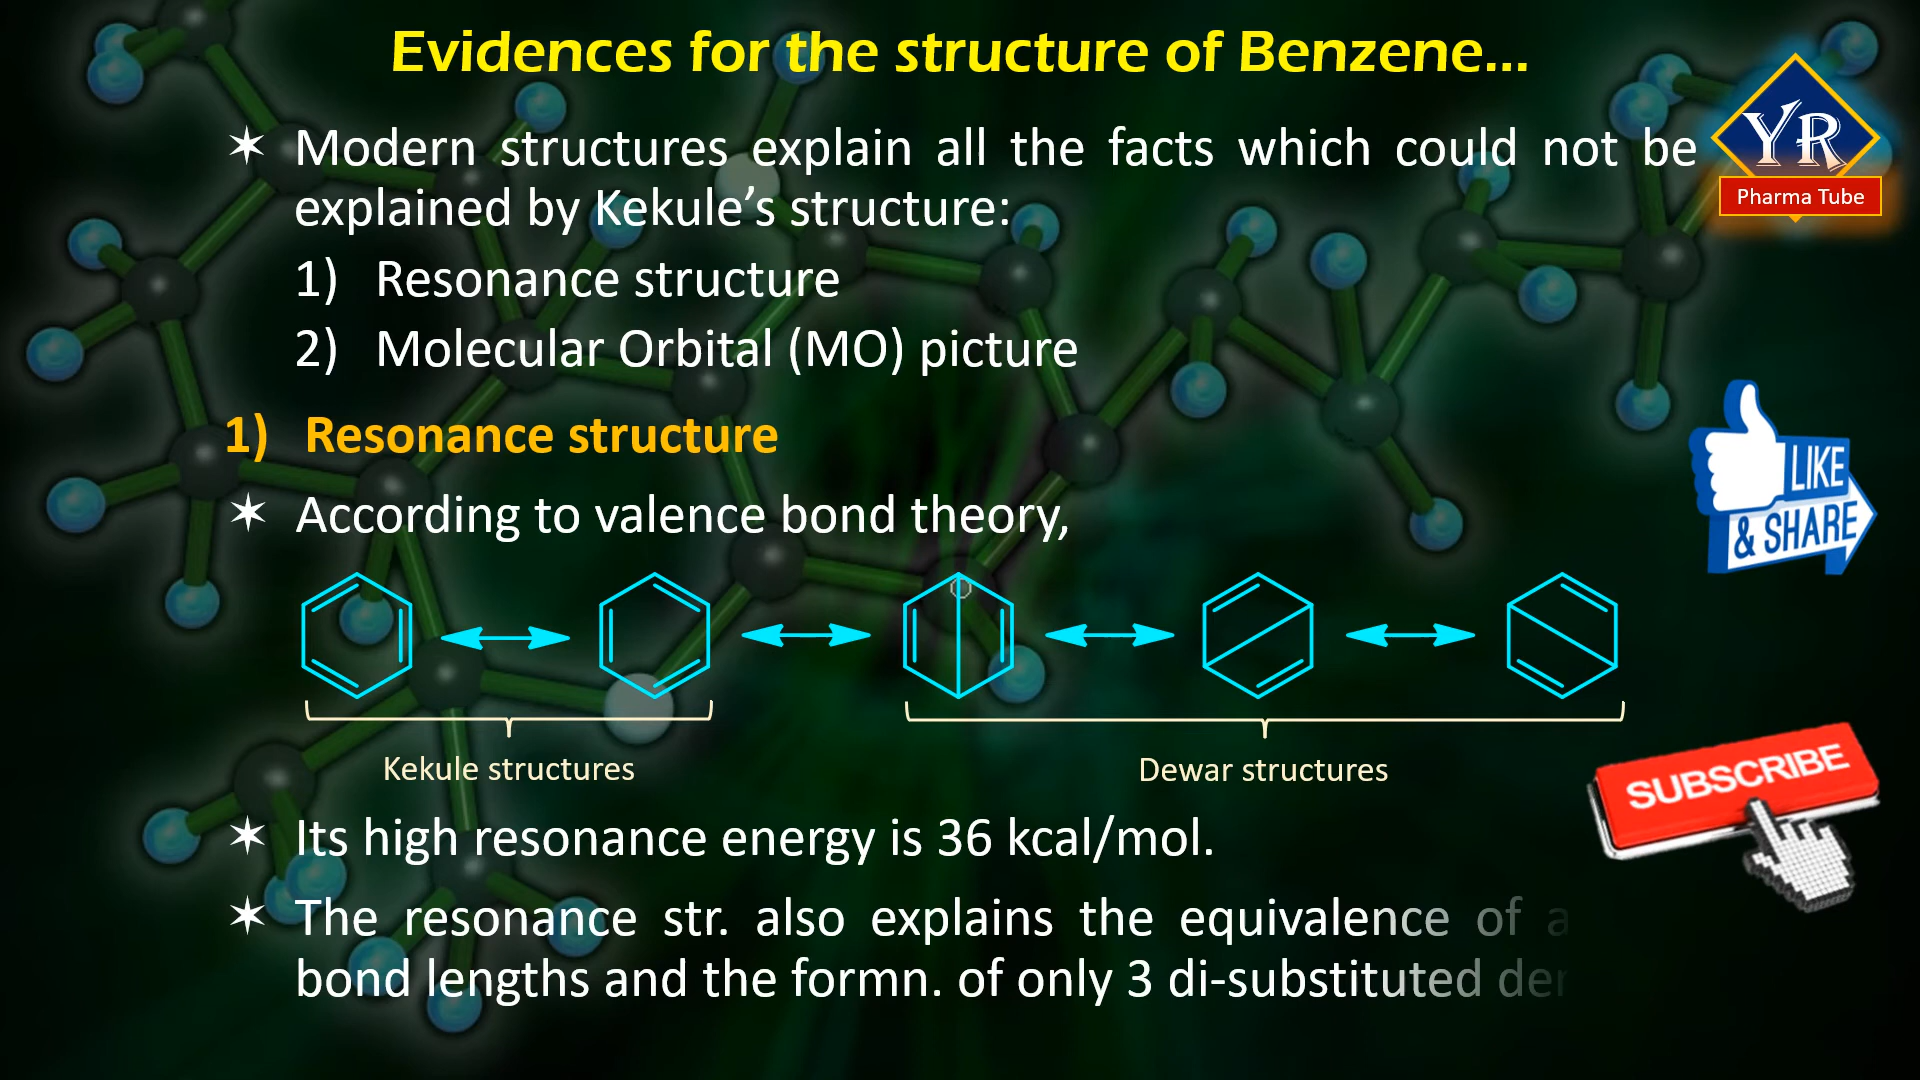 Evidences for the structure of Benzene...
YR
Pharma Tube
✶ Modern structures explain all the facts which could not be
explained by Kekule’s structure:
1) Resonance structure
2) Molecular Orbital (MO) picture
1) Resonance structure
✶ According to valence bond theory,
LIKE
& SHARE
Kekule structures
Dewar structures
SUBSCRIBE
✶ Its high resonance energy is 36 kcal/mol.
✶ The resonance str. also explains the equivalence of
bond lengths and the formn. of only 3 di-substituted